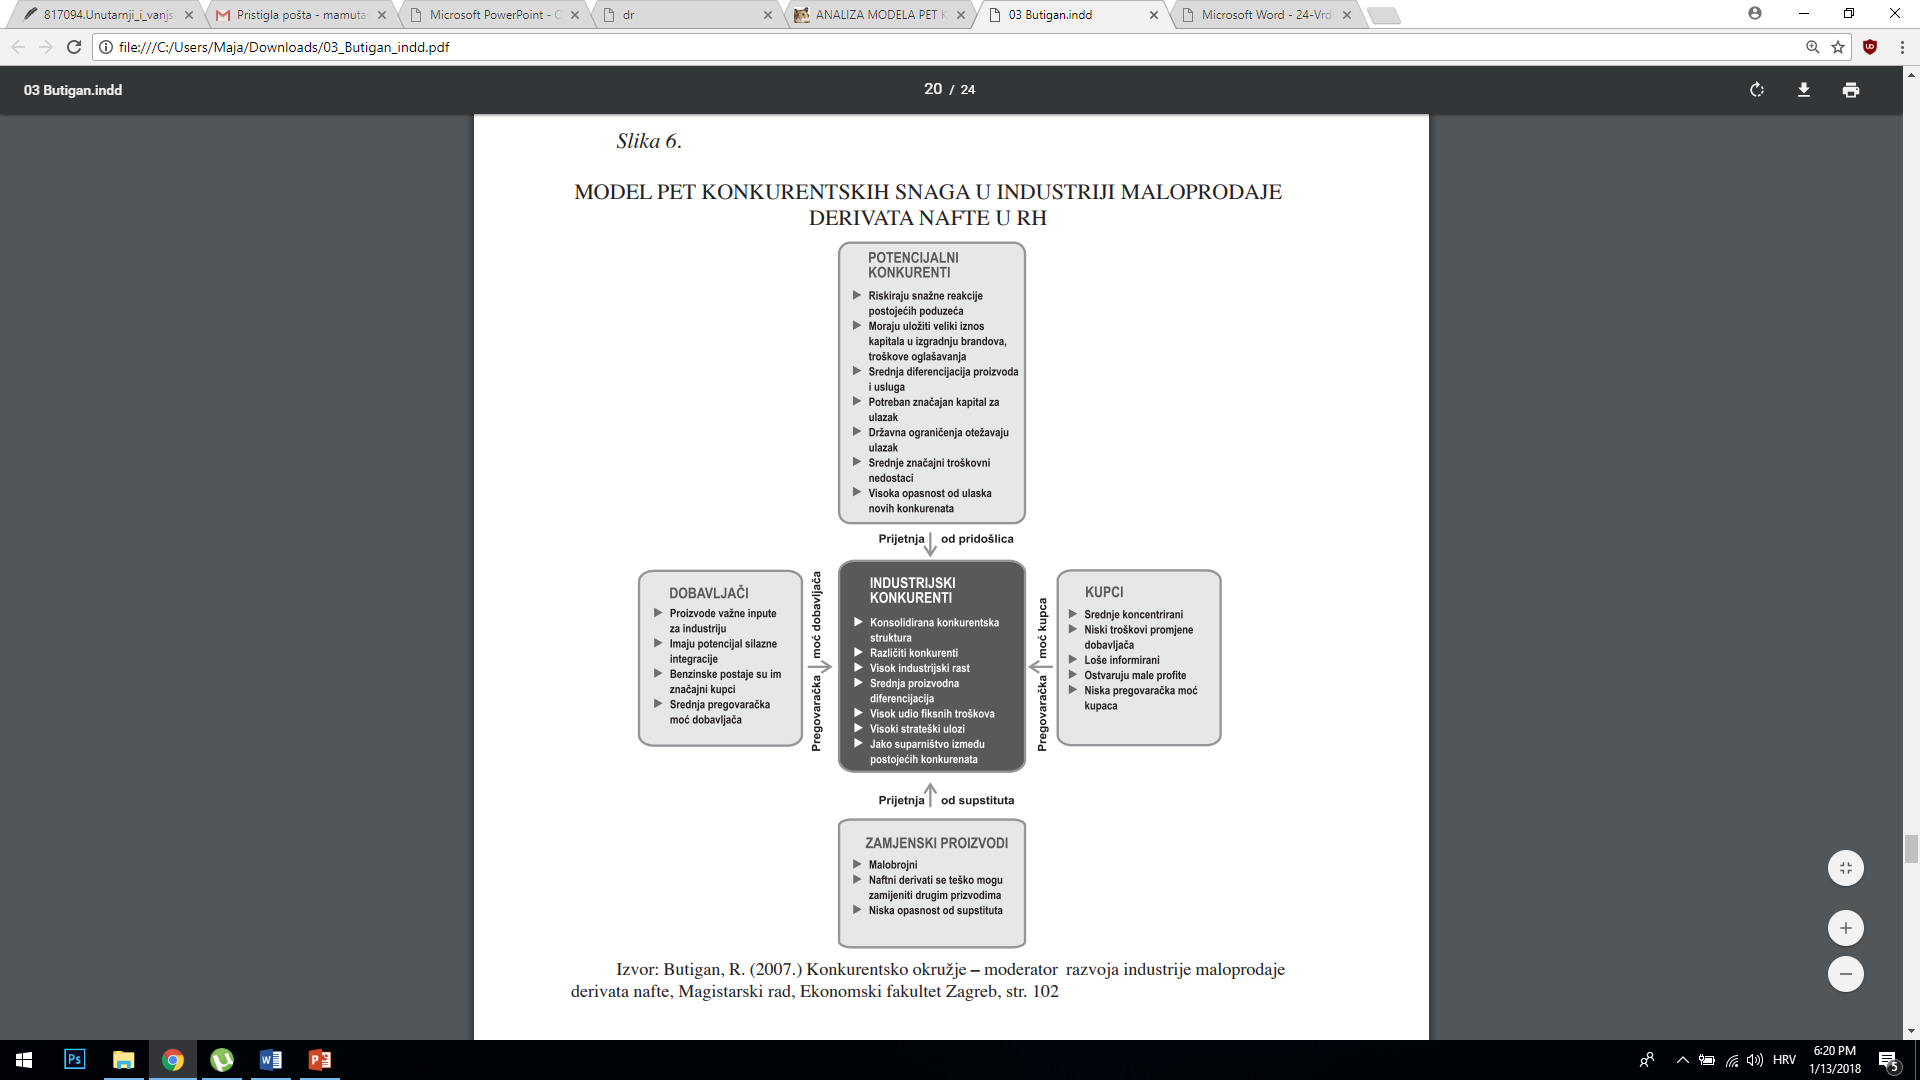 817094.Unutarnji_i_vanjs
Pristigla pošta - mamuta
Microsoft PowerPoint - C
dr
ANALIZA MODELA PET K
03 Butigan.indd
Microsoft Word - 24-Vrd
file:///C:/Users/Maja/Downloads/03_Butigan_indd.pdf
03 Butigan.indd
20 / 24
Slika 6.
MODEL PET KONKURENTSKIH SNAGA U INDUSTRIJI MALOPRODAJE
DERIVATA NAFTE U RH
POTENCIJALNI
KONKURENTI
Riskiraju snažne reakcije
postojećih poduzeća
Moraju uložiti veliki iznos
kapitala u izgradnju brandova,
troškove oglašavanja
Srednja diferencijacija proizvoda
i usluga
Potreban značajan kapital za
ulazak
Državna ograničenja otežavaju
ulazak
Srednje značajni troškovni
nedostaci
Visoka opasnost od ulaska
novih konkurenata
Prijetnja od pridošlica
DOBAVLJAČI
Proizvode važne inpute
za industriju
Imaju potencijal silazne
integracije
Benzinske postaje su im
značajni kupci
Srednja pregovaračka
moć dobavljača
Pregovaračka moć dobavljača
INDUSTRIJSKI
KONKURENTI
Konsolidirana konkurentska
struktura
Različiti konkurenti
Visok industrijski rast
Srednja proizvodna
diferencijacija
Visok udio fiksnih troškova
Visoki strateški ulozi
Jako suparništvo između
postojećih konkurenata
Pregovaračka moć kupca
KUPCI
Srednje koncentrirani
Niski troškovi promjene
dobavljača
Loše informirani
Ostvaruju male profite
Niska pregovaračka moć
kupaca
Prijetnja od supstituta
ZAMJENSKI PROIZVODI
Malobrojni
Naftni derivati se teško mogu
zamijeniti drugim prizvodima
Niska opasnost od supstituta
Izvor: Butigan, R. (2007.) Konkurentsko okružje – moderator razvoja industrije maloprodaje
derivata nafte, Magistarski rad, Ekonomski fakultet Zagreb, str. 102
Ps
HRV
6:20 PM
1/13/2018
5